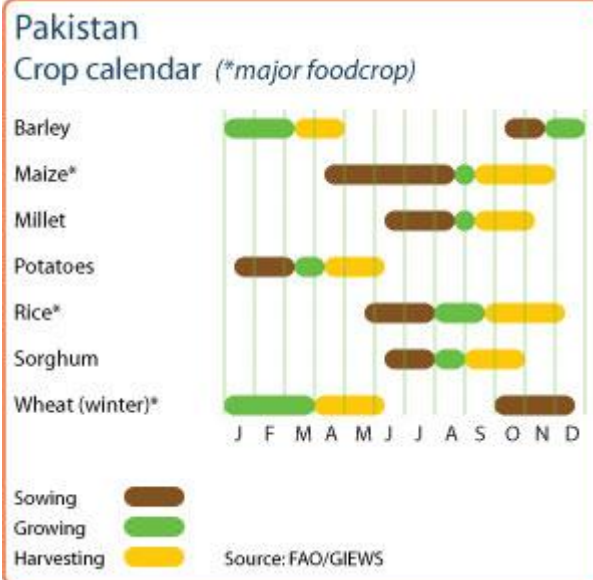 Pakistan
Crop calendar (*major foodcrop)
Barley
Maize*
Millet
Potatoes
Rice*
Sorghum
Wheat (winter)*
J F M A M J J A S O N D
Sowing
Growing
Harvesting Source: FAO/GIEWS